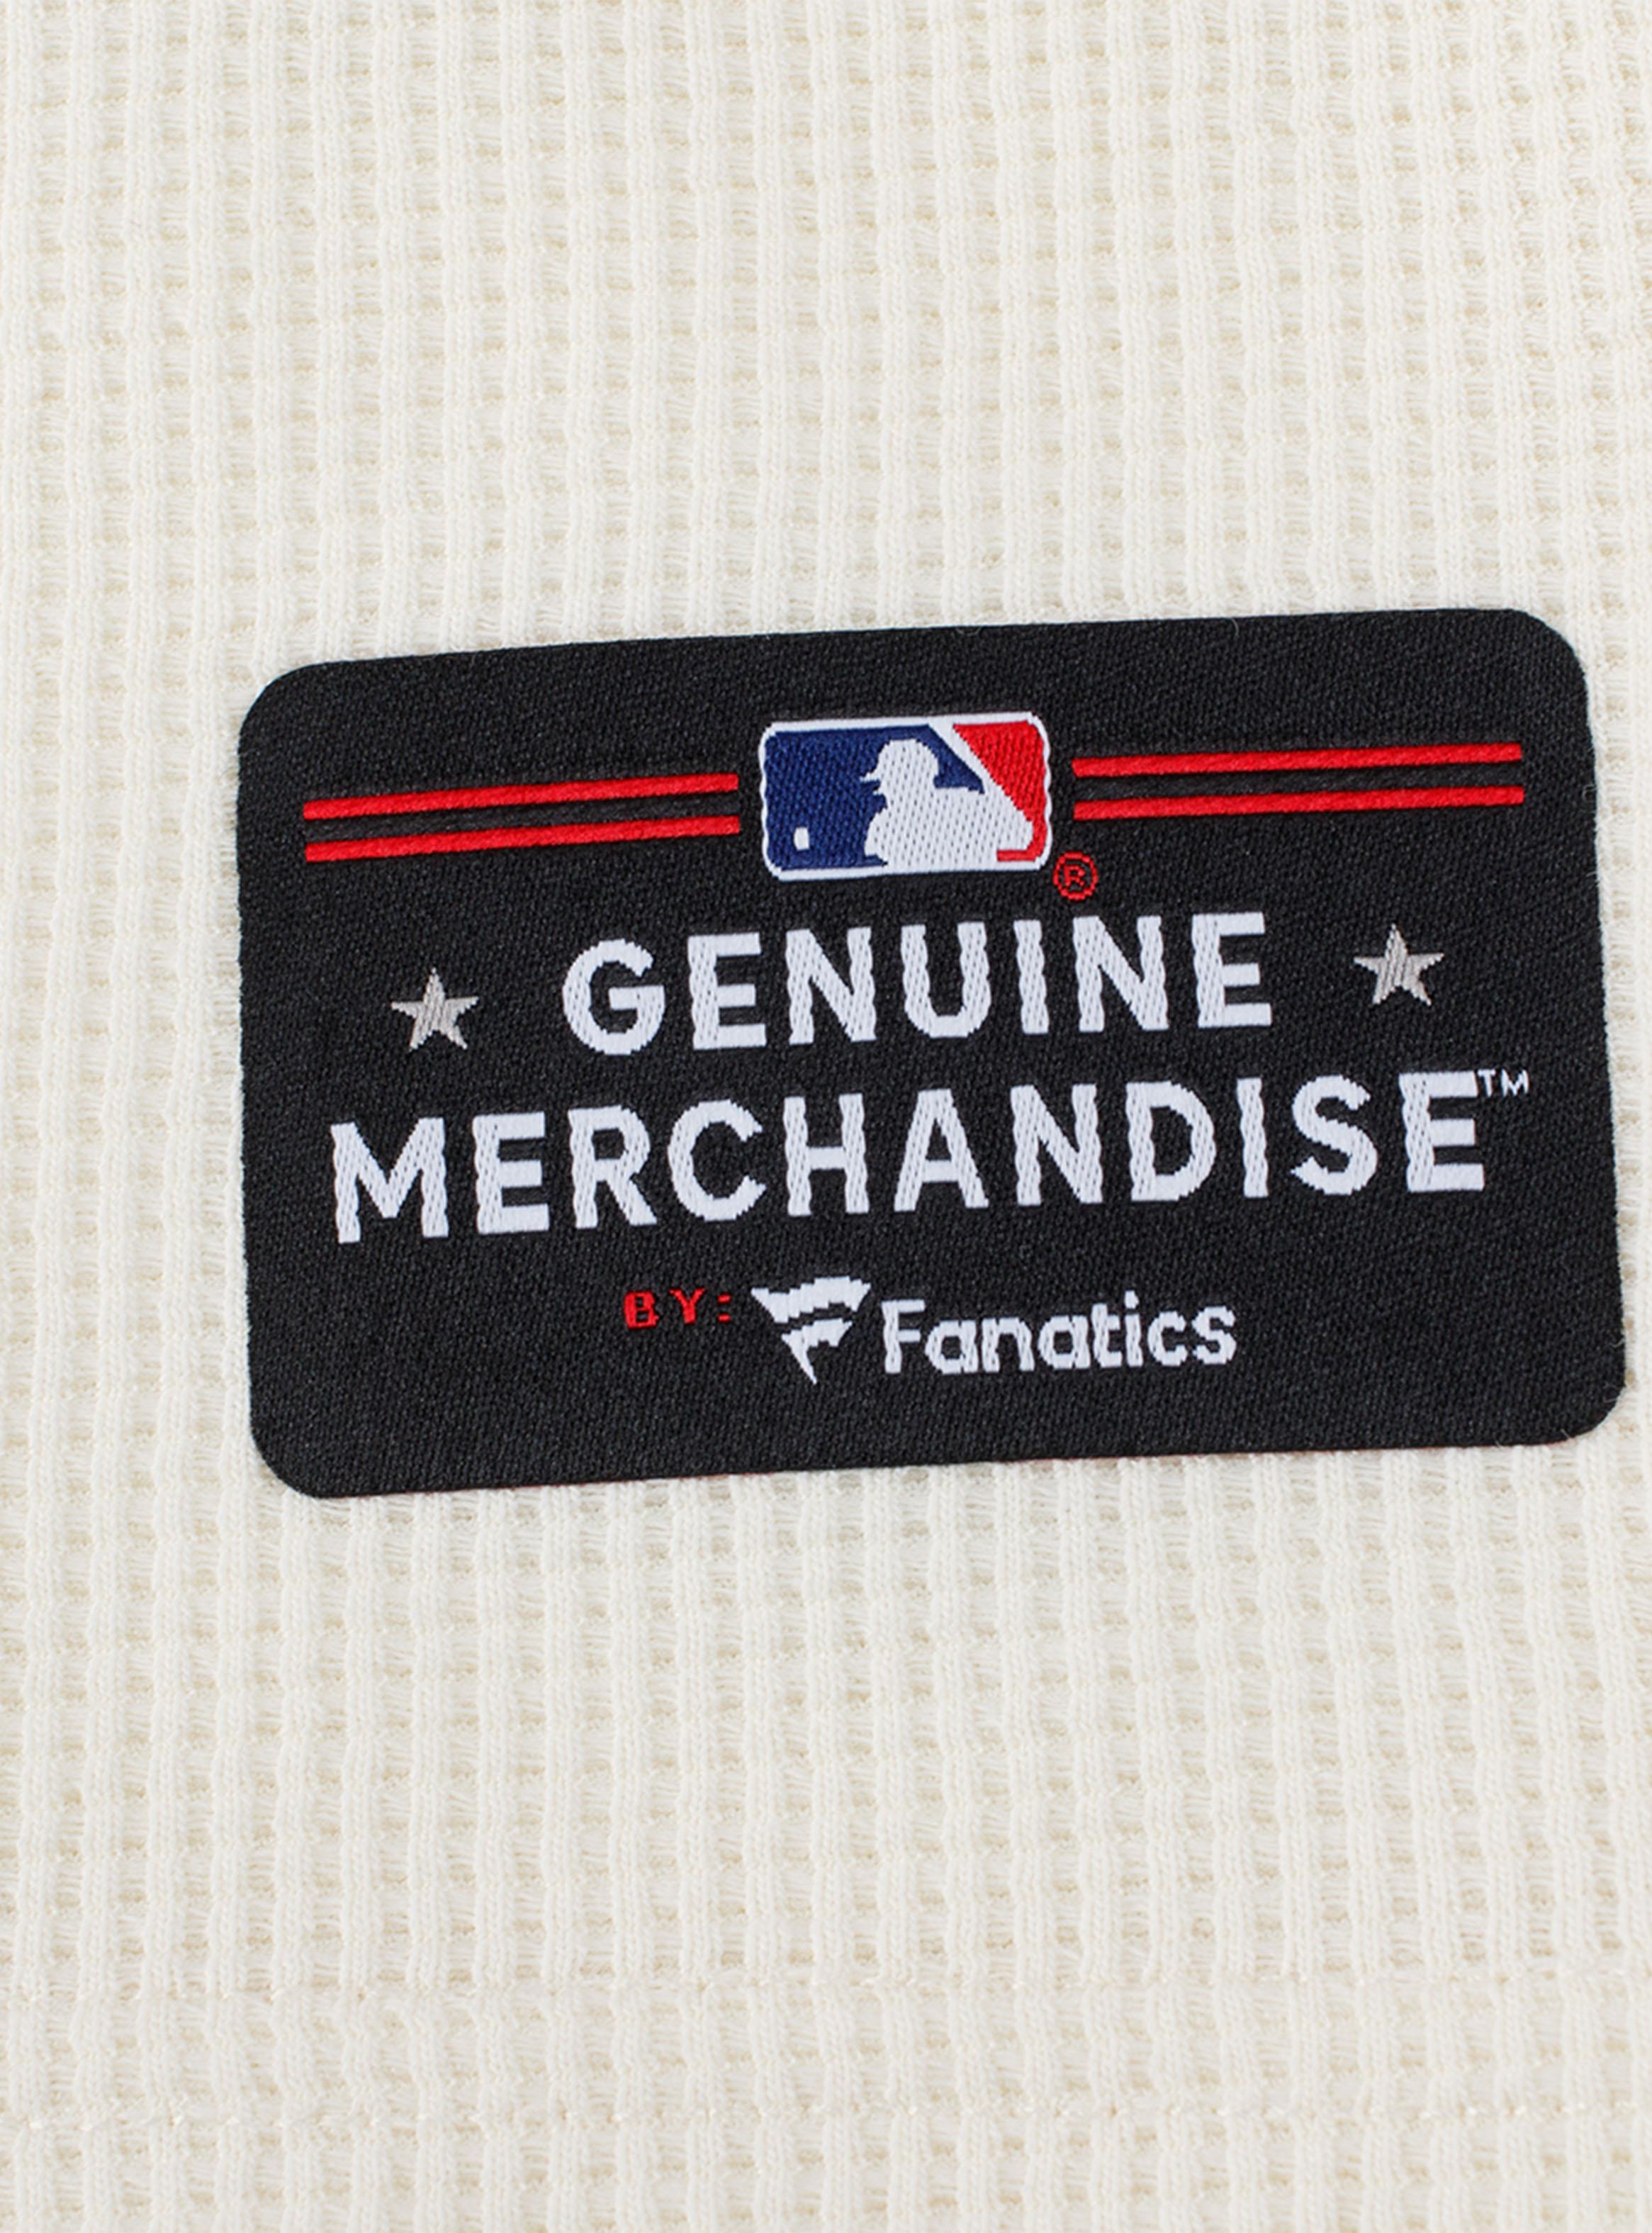 ®
GENUINE
MERCHANDISE™
BY: Fanatics